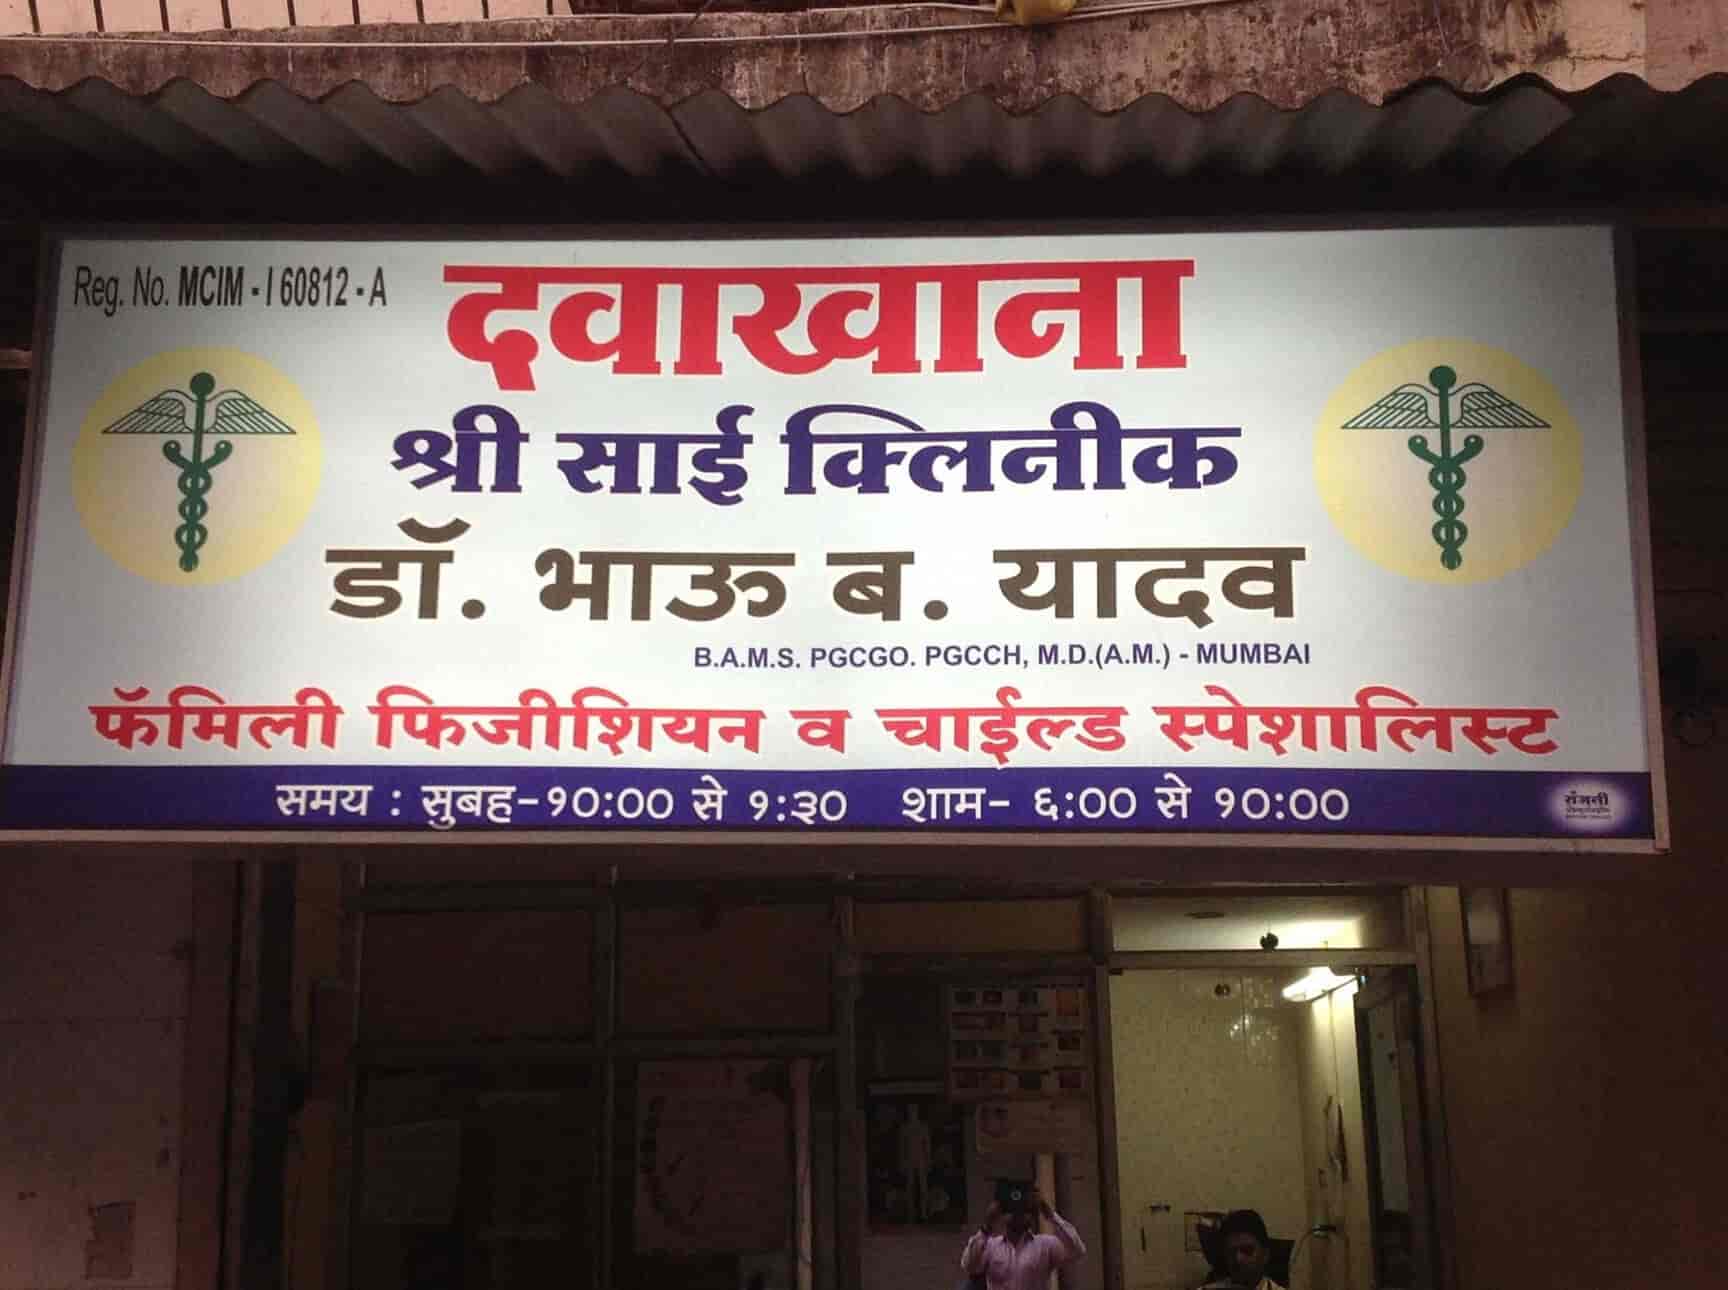 Reg. No. MCIM - I 60812 - A
दवाखाना
श्री साई क्लिनीक
डॉ. भाऊ ब. यादव
B.A.M.S. PGCGO. PGCCH, M.D.(A.M.) - MUMBAI
फॅमिली फिजीशियन व चाईल्ड स्पेशालिस्ट
समय : सुबह-१०:०० से १:३० शाम- ६:०० से १०:००